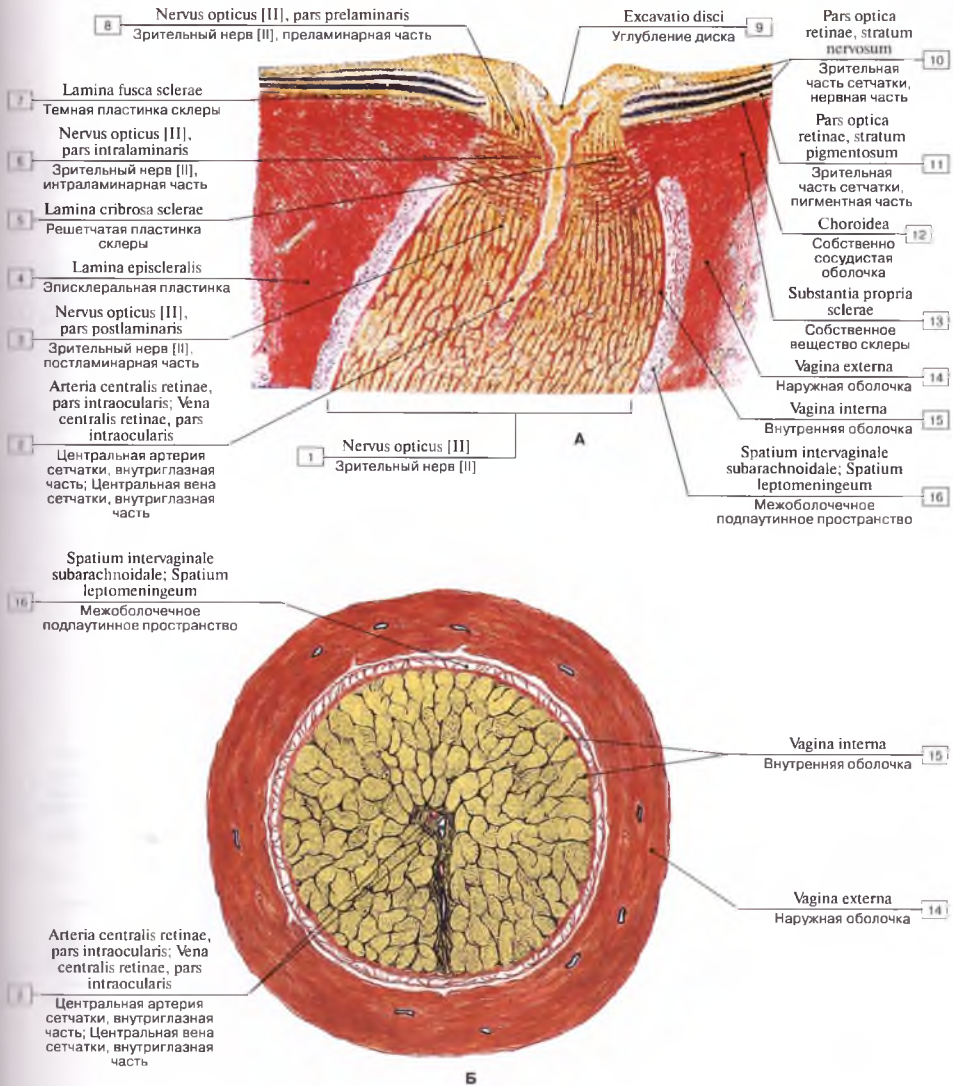 8
Nervus opticus [II], pars prelaminaris
Зрительный нерв [II], преламинарная часть
Excavatio disci
Углубление диска
9
Pars optica
retinae, stratum
nervosum
Зрительная
часть сетчатки,
нервная часть
10
7
Lamina fusca sclerae
Темная пластинка склеры
Nervus opticus [II],
pars intralaminaris
6
Зрительный нерв [II],
интраламинарная часть
5
Lamina cribrosa sclerae
Решетчатая пластинка
склеры
4
Lamina episcleralis
Эписклеральная пластинка
Nervus opticus [II],
pars postlaminaris
3
Зрительный нерв [II],
постламинарная часть
Arteria centralis retinae,
pars intraocularis; Vena
centralis retinae, pars
intraocularis
2
Центральная артерия
сетчатки, внутриглазная
часть; Центральная вена
сетчатки, внутриглазная
часть
Pars optica
retinae, stratum
pigmentosum
11
Зрительная
часть сетчатки,
пигментная часть
Choroidea
12
Собственно
сосудистая
оболочка
Substantia propria
sclerae
13
Собственное
вещество склеры
Vagina externa
14
Наружная оболочка
Vagina interna
15
Внутренняя оболочка
Spatium intervaginale
subarachnoidale; Spatium
leptomeningeum
16
Межоболочечное
подпаутинное пространство
1
Nervus opticus [II]
Зрительный нерв [II]
А
Spatium intervaginale
subarachnoidale; Spatium
leptomeningeum
16
Межоболочечное
подпаутинное пространство
Vagina interna
15
Внутренняя оболочка
Vagina externa
14
Наружная оболочка
Arteria centralis retinae,
pars intraocularis; Vena
centralis retinae, pars
intraocularis
2
Центральная артерия
сетчатки, внутриглазная
часть; Центральная вена
сетчатки, внутриглазная
часть
Б